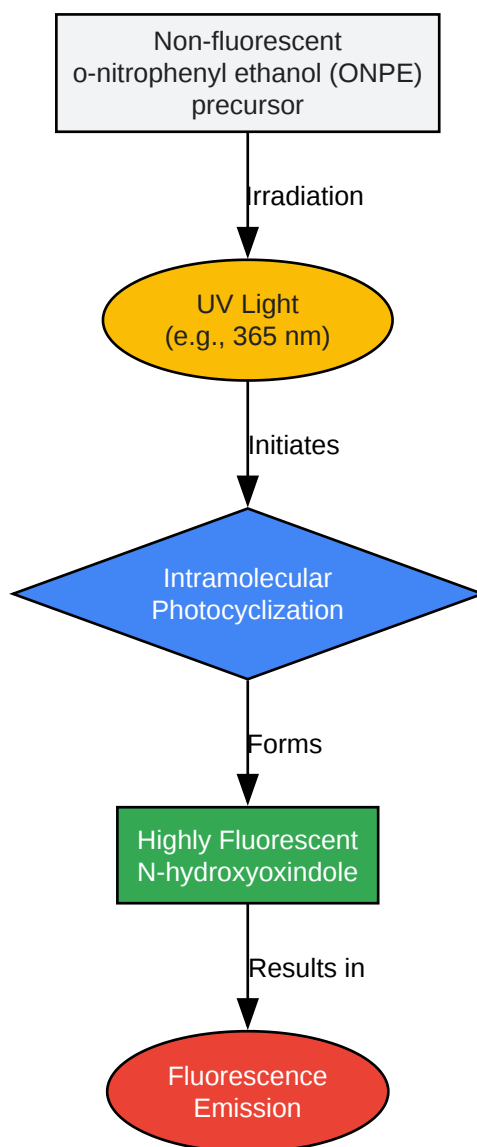 Non-fluorescent
o-nitrophenyl ethanol (ONPE)
precursor
Irradiation
UV Light
(e.g., 365 nm)
Initiates
Intramolecular
Photocyclization
Forms
Highly Fluorescent
N-hydroxyoxindole
Results in
Fluorescence
Emission